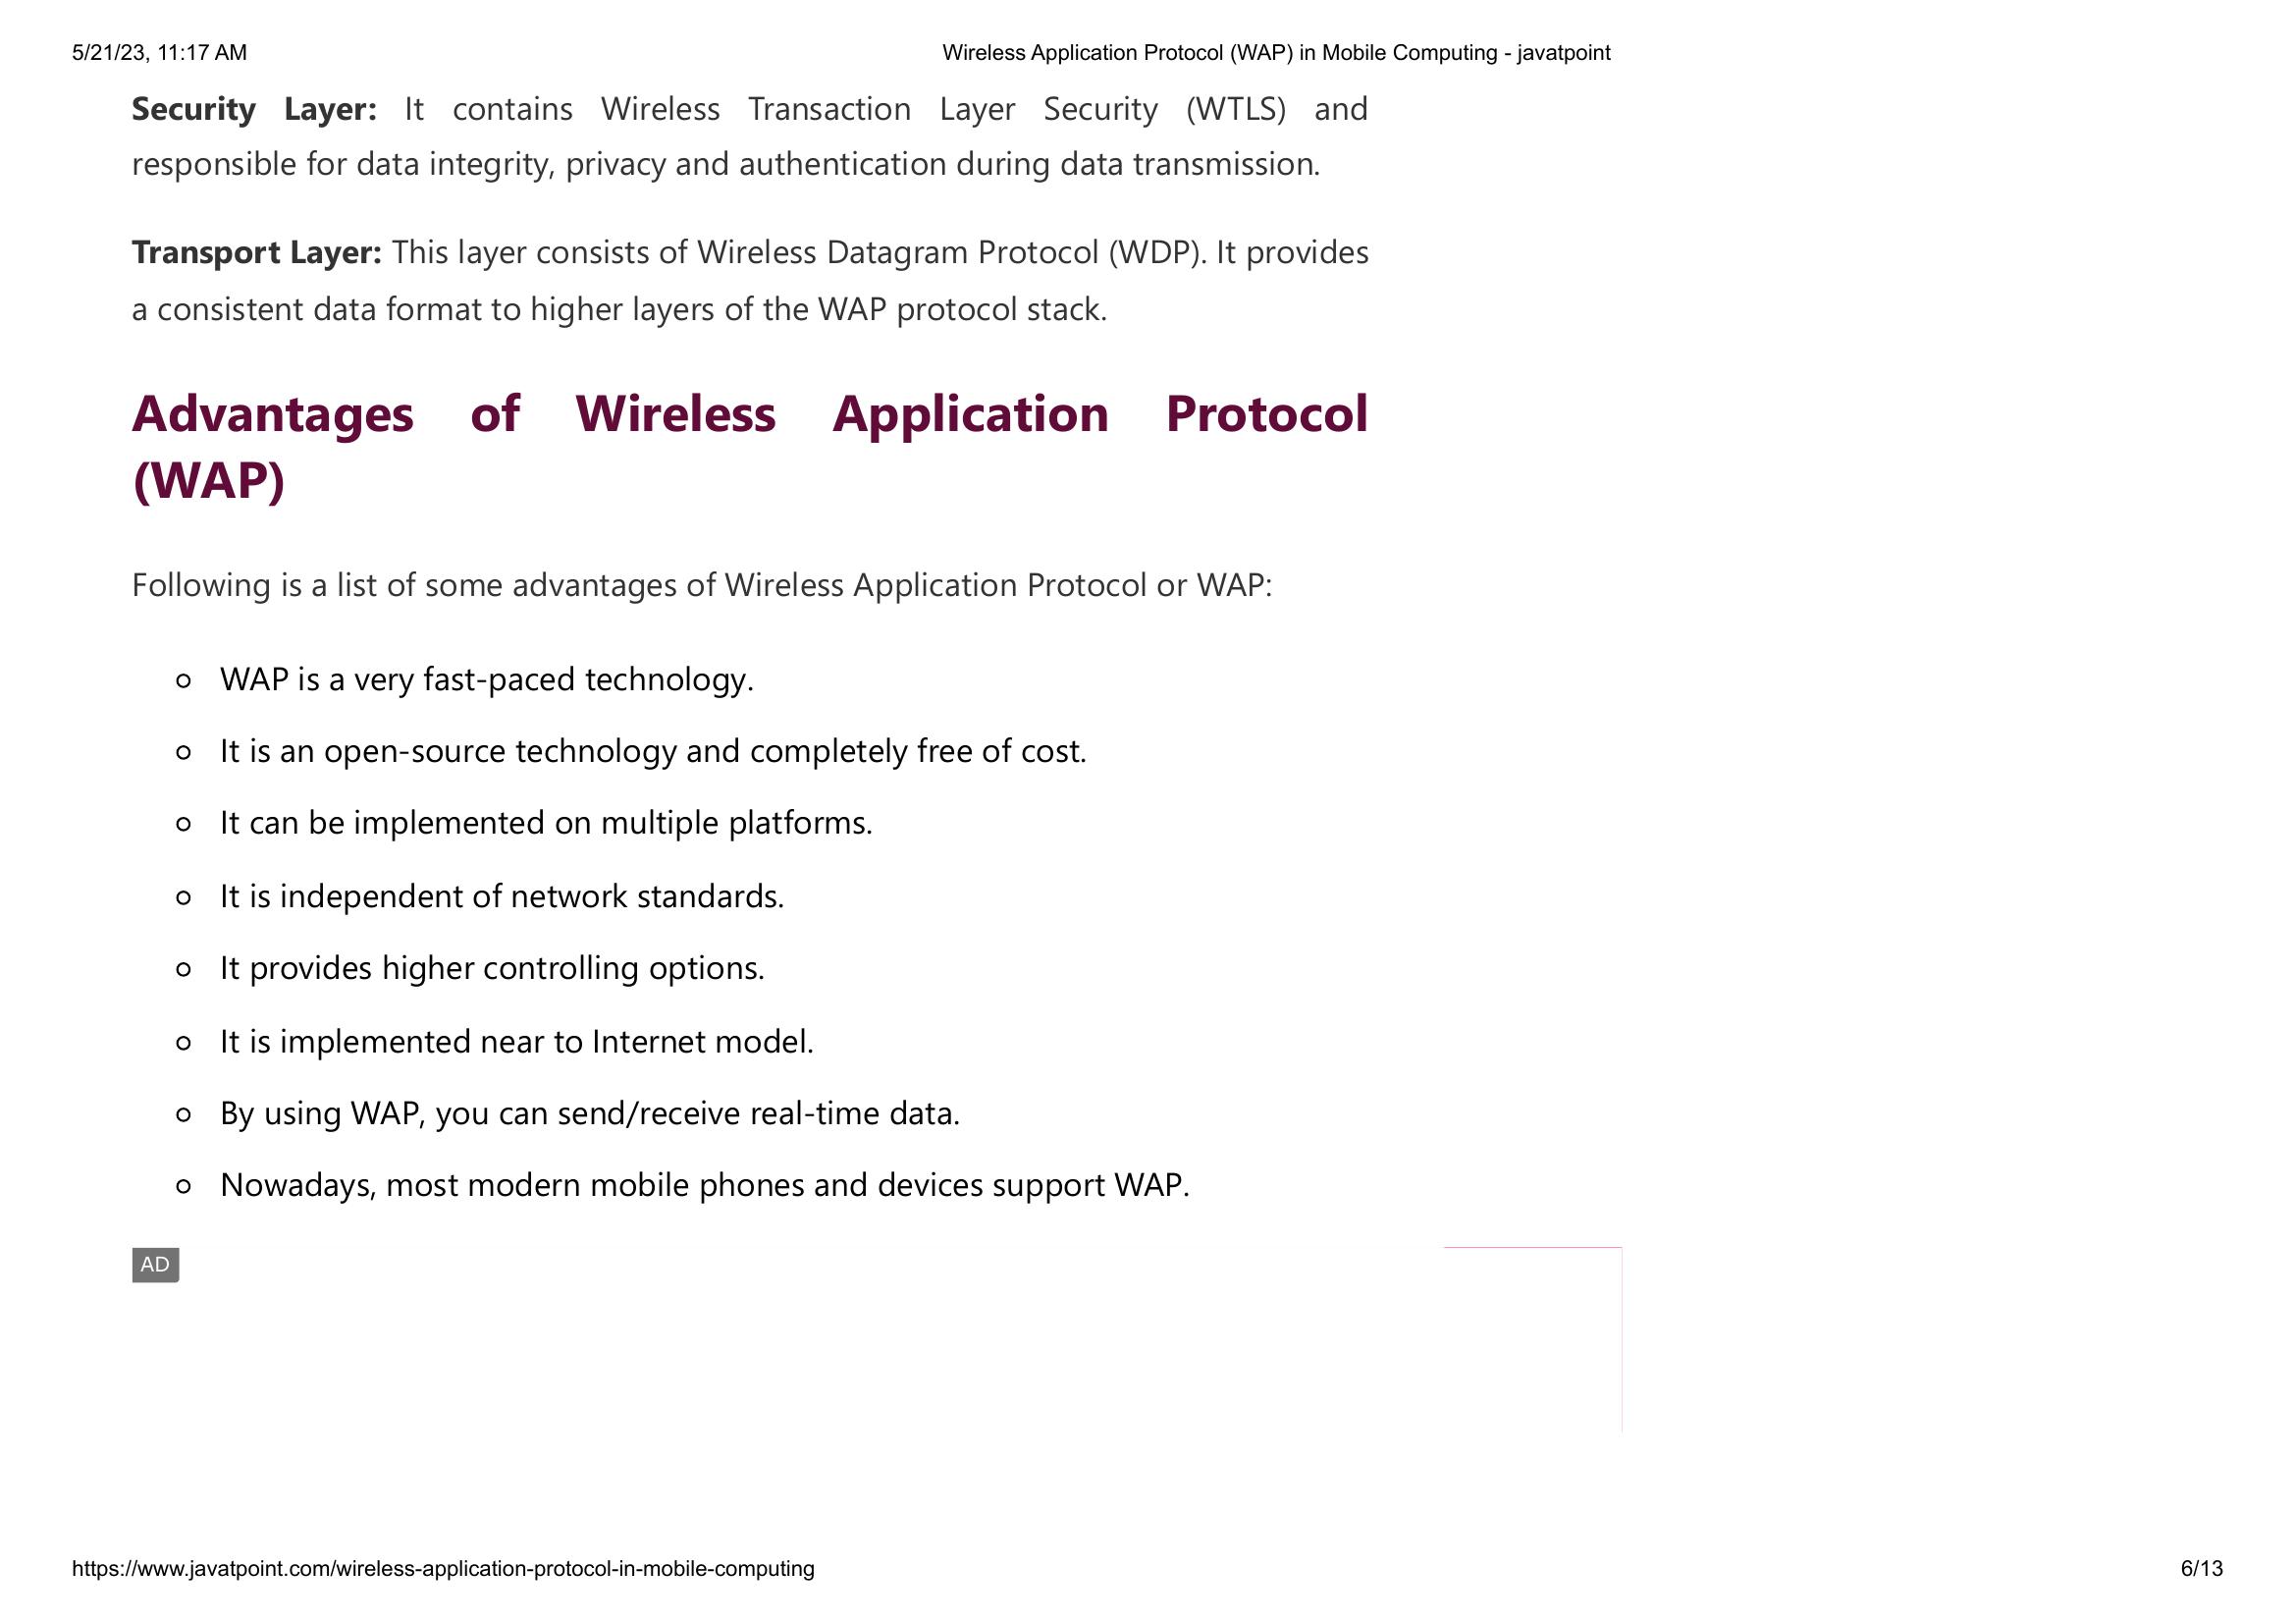 5/21/23, 11:17 AM
Wireless Application Protocol (WAP) in Mobile Computing - javatpoint
Security Layer: It contains Wireless Transaction Layer Security (WTLS) and
responsible for data integrity, privacy and authentication during data transmission.
Transport Layer: This layer consists of Wireless Datagram Protocol (WDP). It provides
a consistent data format to higher layers of the WAP protocol stack.
Advantages of Wireless Application Protocol
(WAP)
Following is a list of some advantages of Wireless Application Protocol or WAP:
WAP is a very fast-paced technology.
It is an open-source technology and completely free of cost.
It can be implemented on multiple platforms.
It is independent of network standards.
It provides higher controlling options.
It is implemented near to Internet model.
By using WAP, you can send/receive real-time data.
Nowadays, most modern mobile phones and devices support WAP.
AD
https://www.javatpoint.com/wireless-application-protocol-in-mobile-computing
6/13